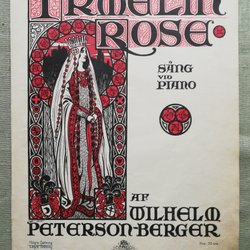 IRMELIN
ROSE
SÅNG
VID
PIANO
AF
WILHELM
PETERSON-BERGER